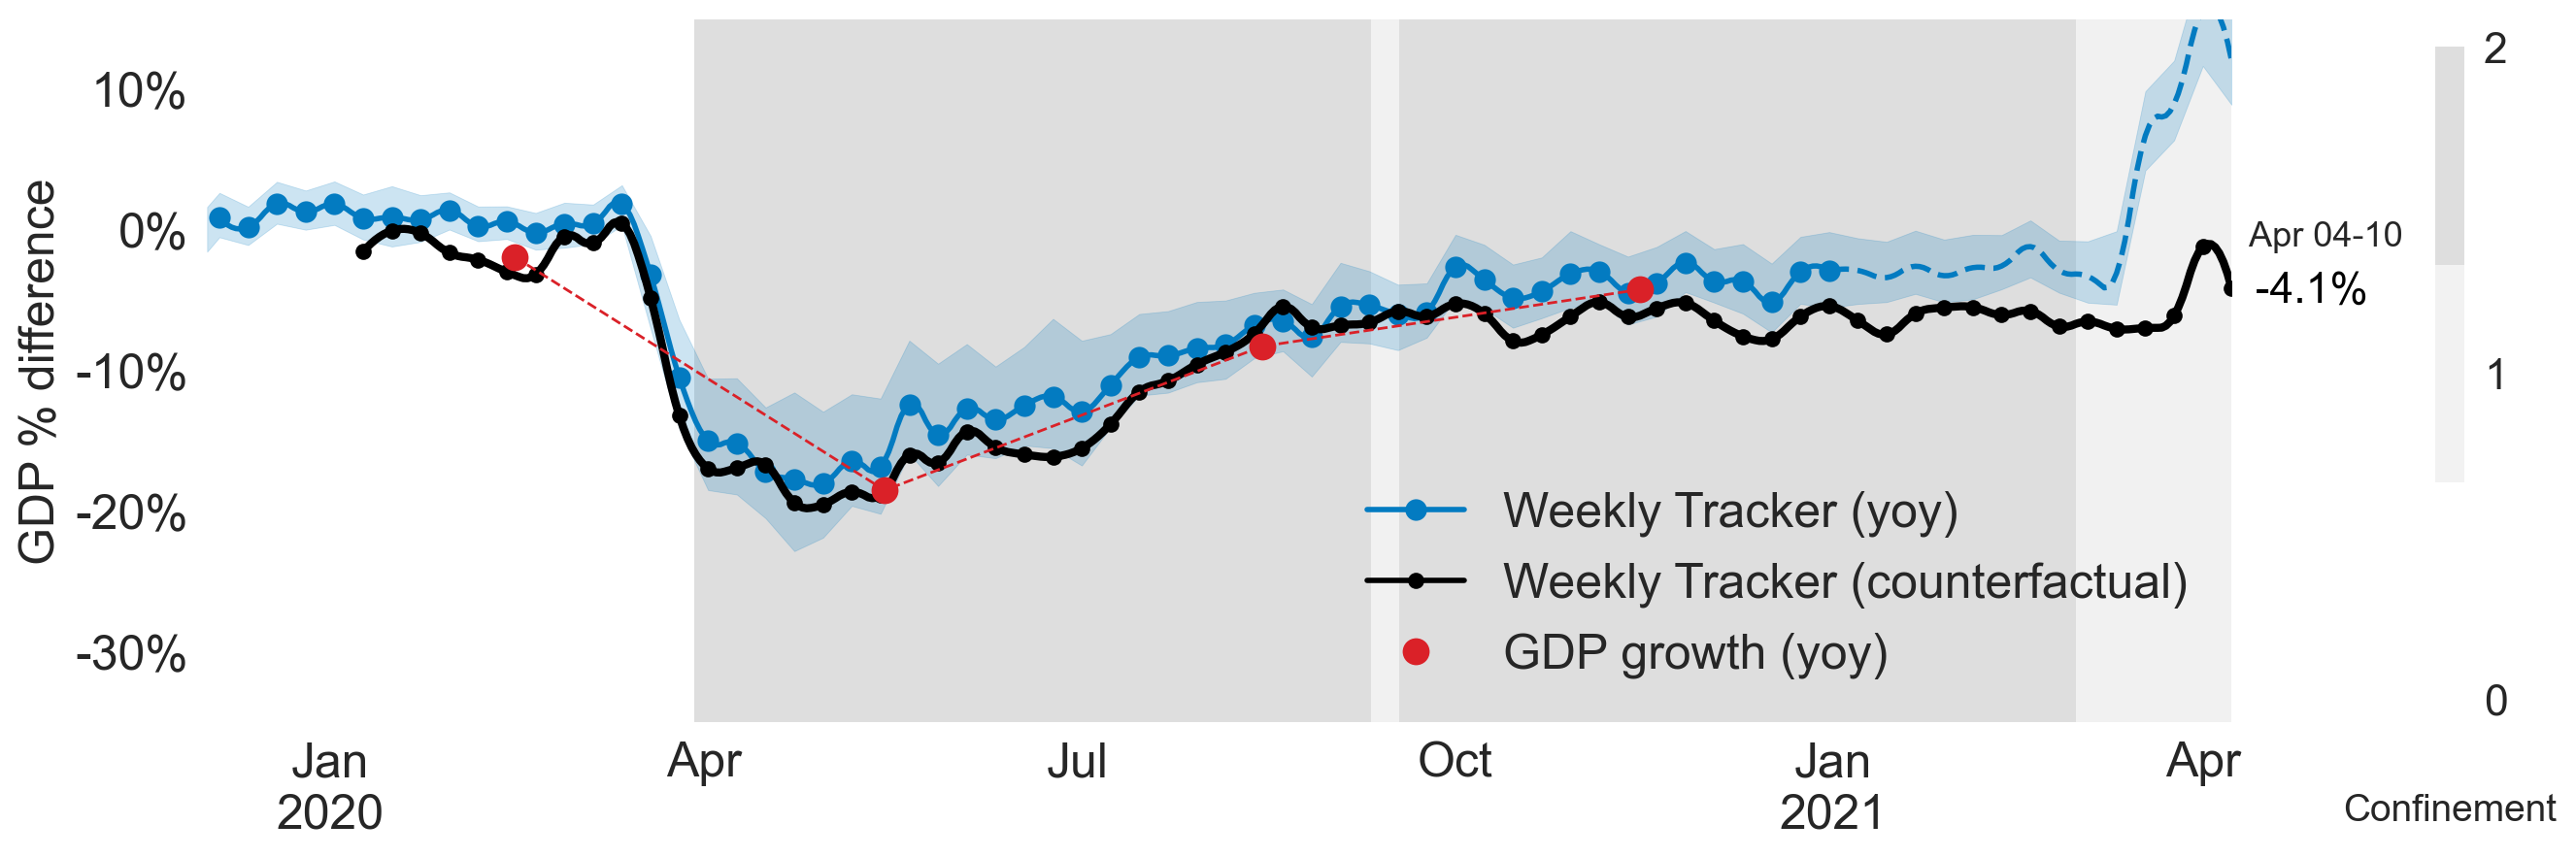 GDP % difference
10%
0%
-10%
-20%
-30%
Jan
2020
Apr
Jul
Oct
Jan
2021
Apr
Weekly Tracker (yoy)
Weekly Tracker (counterfactual)
GDP growth (yoy)
Apr 04-10
-4.1%
2
1
0
Confinement